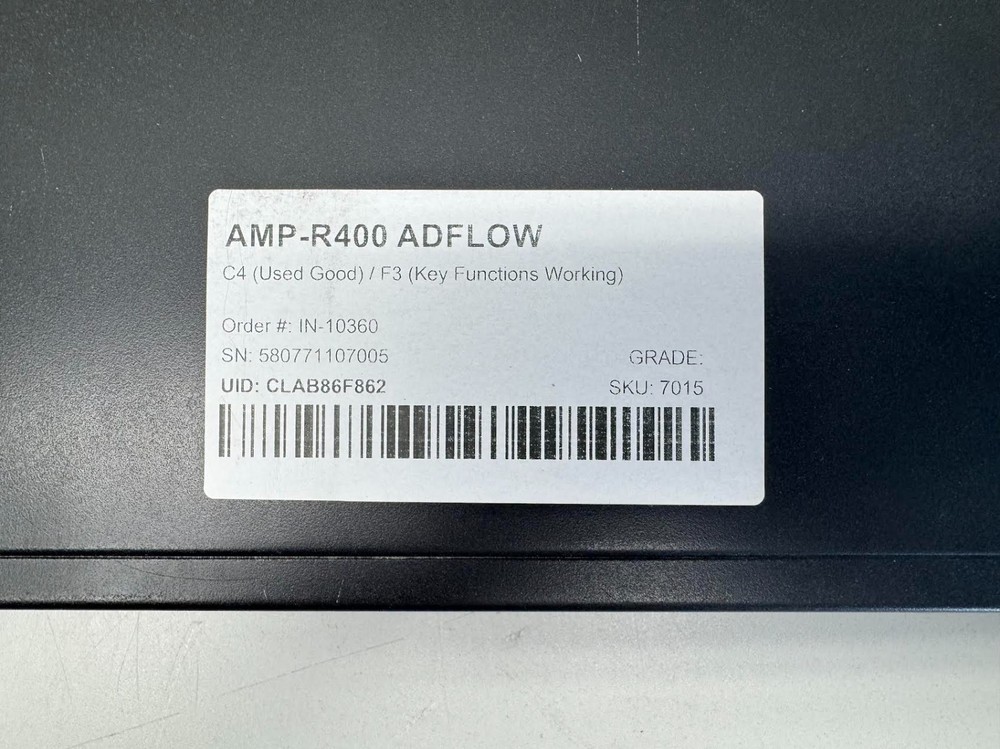 AMP-R400 ADFLOW
C4 (Used Good) / F3 (Key Functions Working)
Order #: IN-10360
SN: 580771107005
GRADE:
UID: CLAB86F862
SKU: 7015